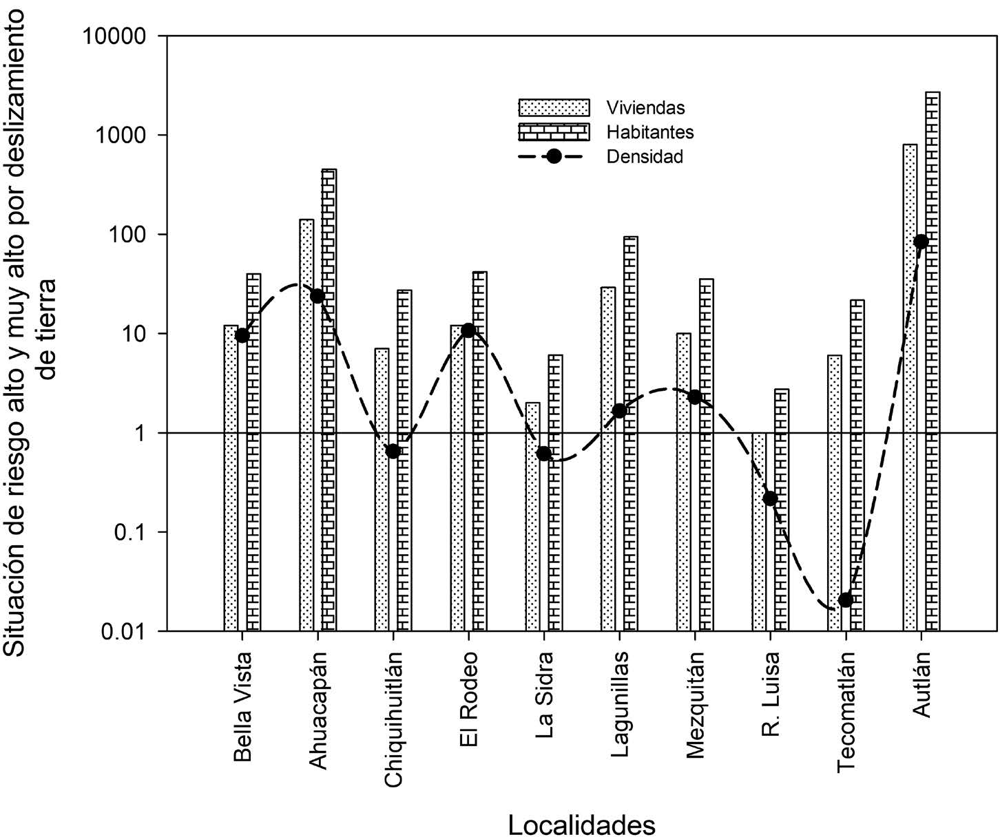 Situación de riesgo alto y muy alto por deslizamiento
de tierra
10000
1000
100
10
1
0.1
0.01
Viviendas
Habitantes
Densidad
Bella Vista
Ahuacapán
Chiquihuitlán
El Rodeo
La Sidra
Lagunillas
Mezquitán
R. Luisa
Tecomatlán
Autlán
Localidades